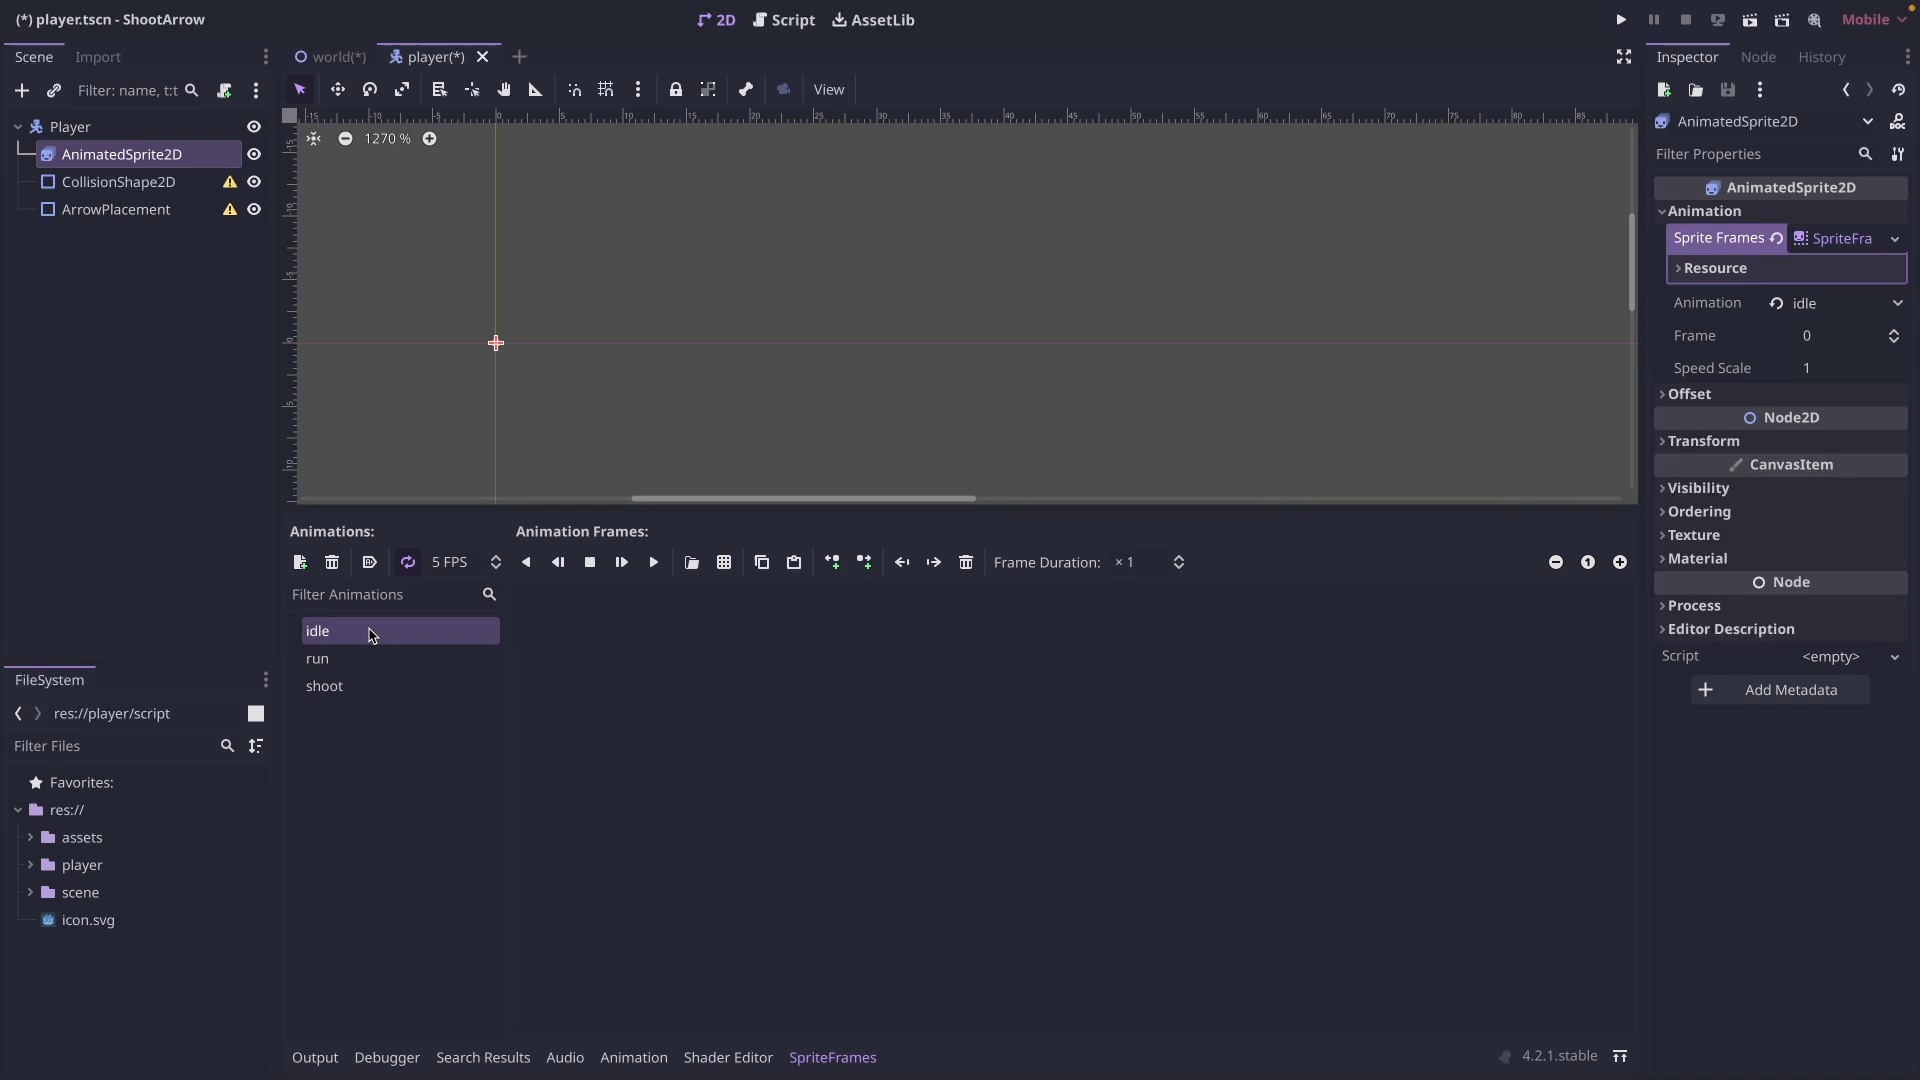 (*) player.tscn - ShootArrow
2D Script AssetLib
Mobile
Scene Import
world(*) player(*)
Inspector Node History
Filter: name, t:t
View
Player
AnimatedSprite2D
CollisionShape2D
ArrowPlacement
1270 %
AnimatedSprite2D
Filter Properties
AnimatedSprite2D
Animation
Sprite Frames SpriteFra
Resource
Animation idle
Frame 0
Speed Scale 1
Offset
Node2D
Transform
CanvasItem
Visibility
Ordering
Texture
Material
Node
Process
Editor Description
Script <empty>
Add Metadata
Animations: Animation Frames:
5 FPS Frame Duration: × 1
Filter Animations
idle
run
shoot
FileSystem
res://player/script
Filter Files
Favorites:
res://
assets
player
scene
icon.svg
Output Debugger Search Results Audio Animation Shader Editor SpriteFrames 4.2.1.stable